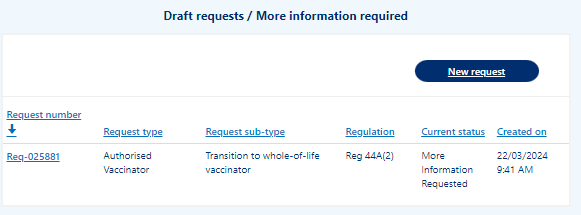 Draft requests / More information required
New request
Request number
Request type Request sub-type Regulation Current status Created on
Req-025881 Authorised Transition to whole-of-life Reg 44A(2) More 22/03/2024
Vaccinator vaccinator Information 9:41 AM
Requested